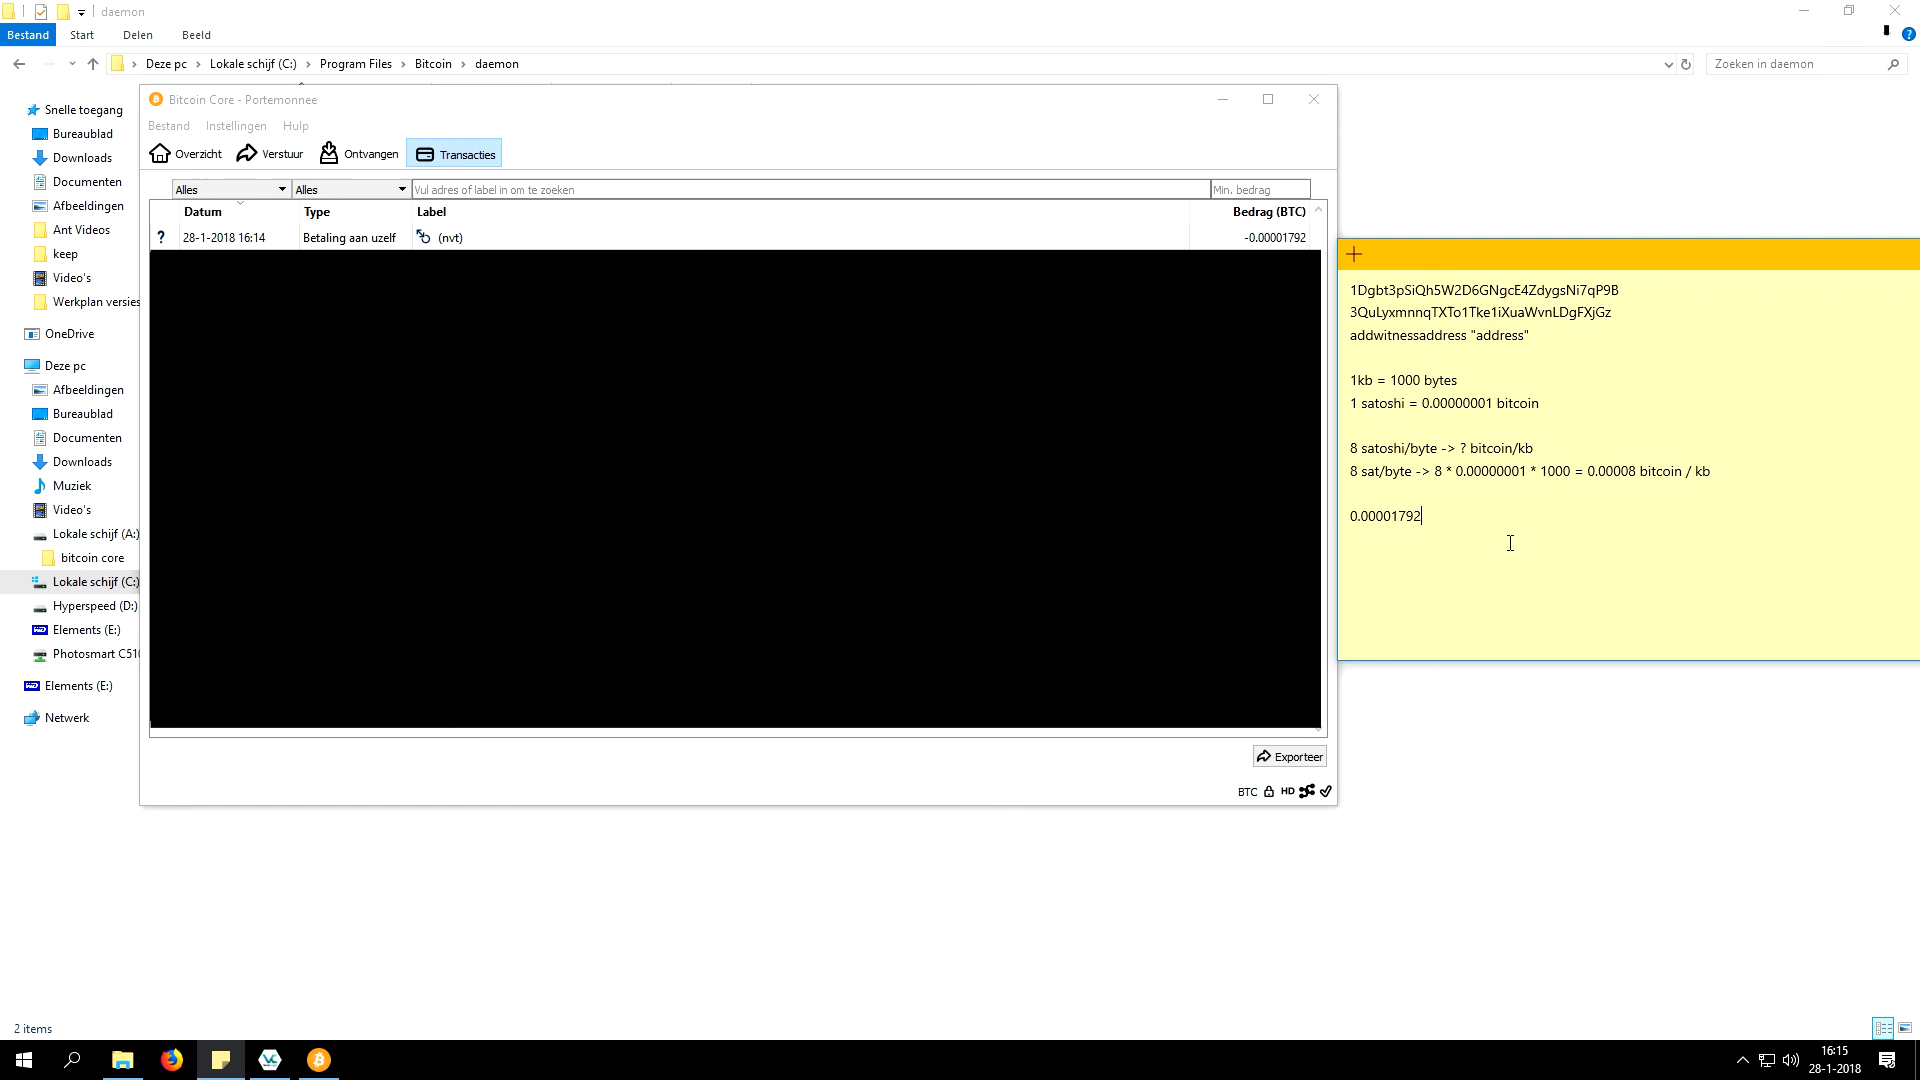 daemon
Bestand Start Delen Beeld
Deze pc Lokale schijf (C:) Program Files Bitcoin daemon
Zoeken in daemon
Snelle toegang
Bureaublad
Downloads
Documenten
Afbeeldingen
Ant Videos
keep
Video's
Werkplan versies
OneDrive
Deze pc
Afbeeldingen
Bureaublad
Documenten
Downloads
Muziek
Video's
Lokale schijf (A:)
bitcoin core
Lokale schijf (C:)
Hyperspeed (D:)
Elements (E:)
Photosmart C510
Elements (E:)
Netwerk
2 items
Bitcoin Core - Portemonnee
Bestand Instellingen Hulp
Overzicht Verstuur Ontvangen Transacties
Alles Alles Vul adres of label in om te zoeken Min. bedrag
Datum Type Label Bedrag (BTC)
? 28-1-2018 16:14 Betaling aan uzelf (nvt) -0.00001792
Exporteer
BTC HD
1Dgbt3pSiQh5W2D6GNgcE4ZdygsNi7qP9B
3QuLyxmnnqTXTo1Tke1iXuaWvnLDgFXjGz
addwitnessaddress "address"
1kb = 1000 bytes
1 satoshi = 0.00000001 bitcoin
8 satoshi/byte -> ? bitcoin/kb
8 sat/byte -> 8 * 0.00000001 * 1000 = 0.00008 bitcoin / kb
0.00001792
16:15
28-1-2018